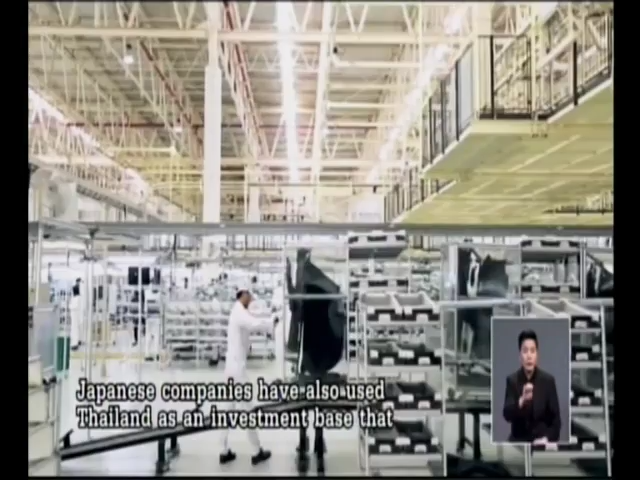 Japanese companies have also used
Thailand as an investment base that